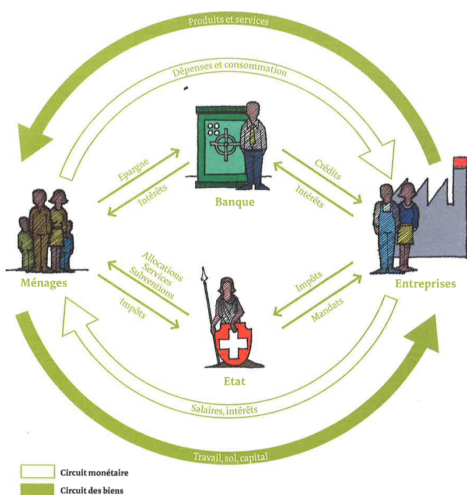 Produits et services
Dépenses et consommation
Epargne
Intérêts
Crédits
Intérêts
Banque
Ménages
Entreprises
Allocations
Services
Subventions
Impôts
Impôts
Mandats
Etat
Salaires, intérêts
Travail, sol, capital
Circuit monétaire
Circuit des biens